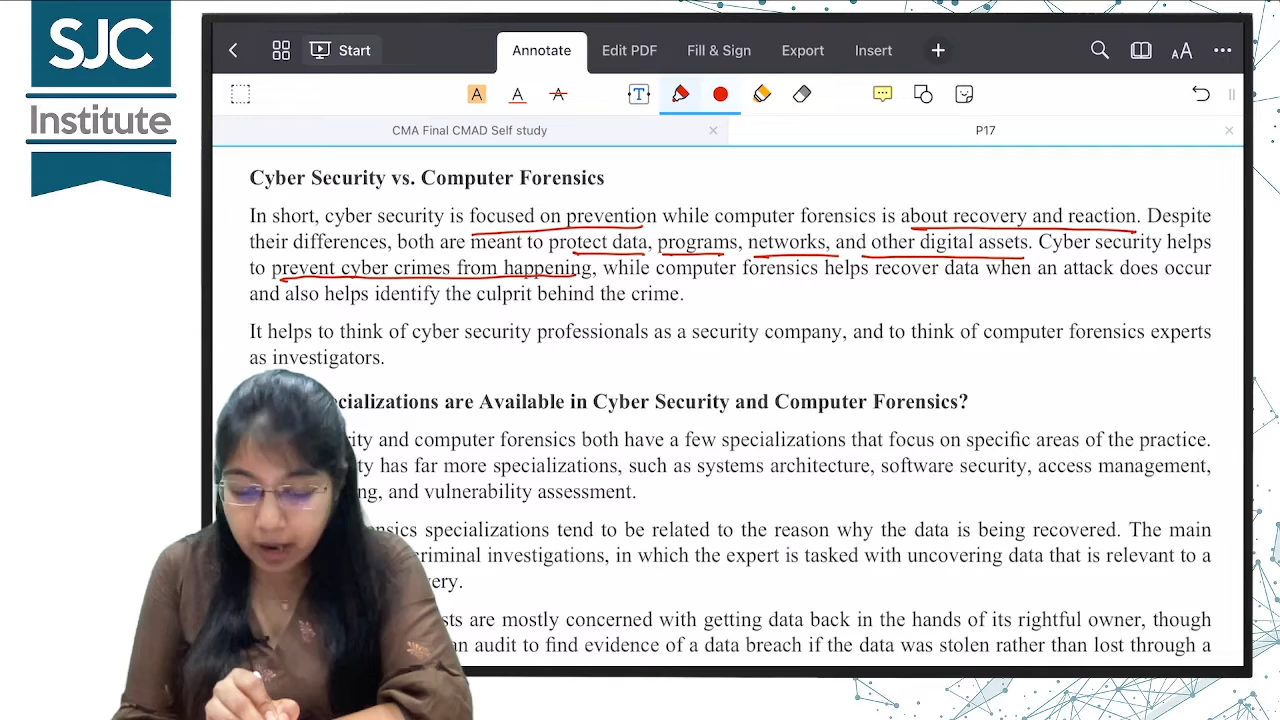 SJC
Institute
Start
Annotate
Edit PDF
Fill & Sign
Export
Insert
CMA Final CMAD Self study
P17
Cyber Security vs. Computer Forensics
In short, cyber security is focused on prevention while computer forensics is about recovery and reaction. Despite
their differences, both are meant to protect data, programs, networks, and other digital assets. Cyber security helps
to prevent cyber crimes from happening, while computer forensics helps recover data when an attack does occur
and also helps identify the culprit behind the crime.
It helps to think of cyber security professionals as a security company, and to think of computer forensics experts
as investigators.
are Available in Cyber Security and Computer Forensics?
and computer forensics both have a few specializations that focus on specific areas of the practice.
has far more specializations, such as systems architecture, software security, access management,
and vulnerability assessment.
specializations tend to be related to the reason why the data is being recovered. The main
criminal investigations, in which the expert is tasked with uncovering data that is relevant to a
are mostly concerned with getting data back in the hands of its rightful owner, though
an audit to find evidence of a data breach if the data was stolen rather than lost through a